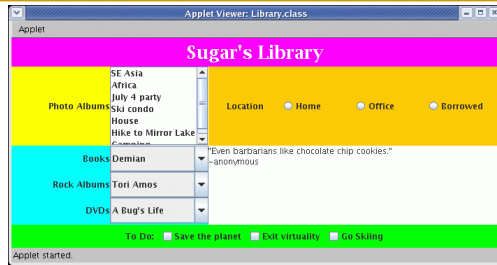 Applet Viewer: Library.class
Applet
Sugar's Library
Photo Albums
SE Asia
Africa
July 4 party
Ski condo
House
Hike to Mirror Lake
Camping
Location Home Office Borrowed
Books Demian
"Even barbarians like chocolate chip cookies."
-anonymous
Rock Albums Tori Amos
DVDs A Bug's Life
To Do: Save the planet Exit virtuality Go Skiing
Applet started.